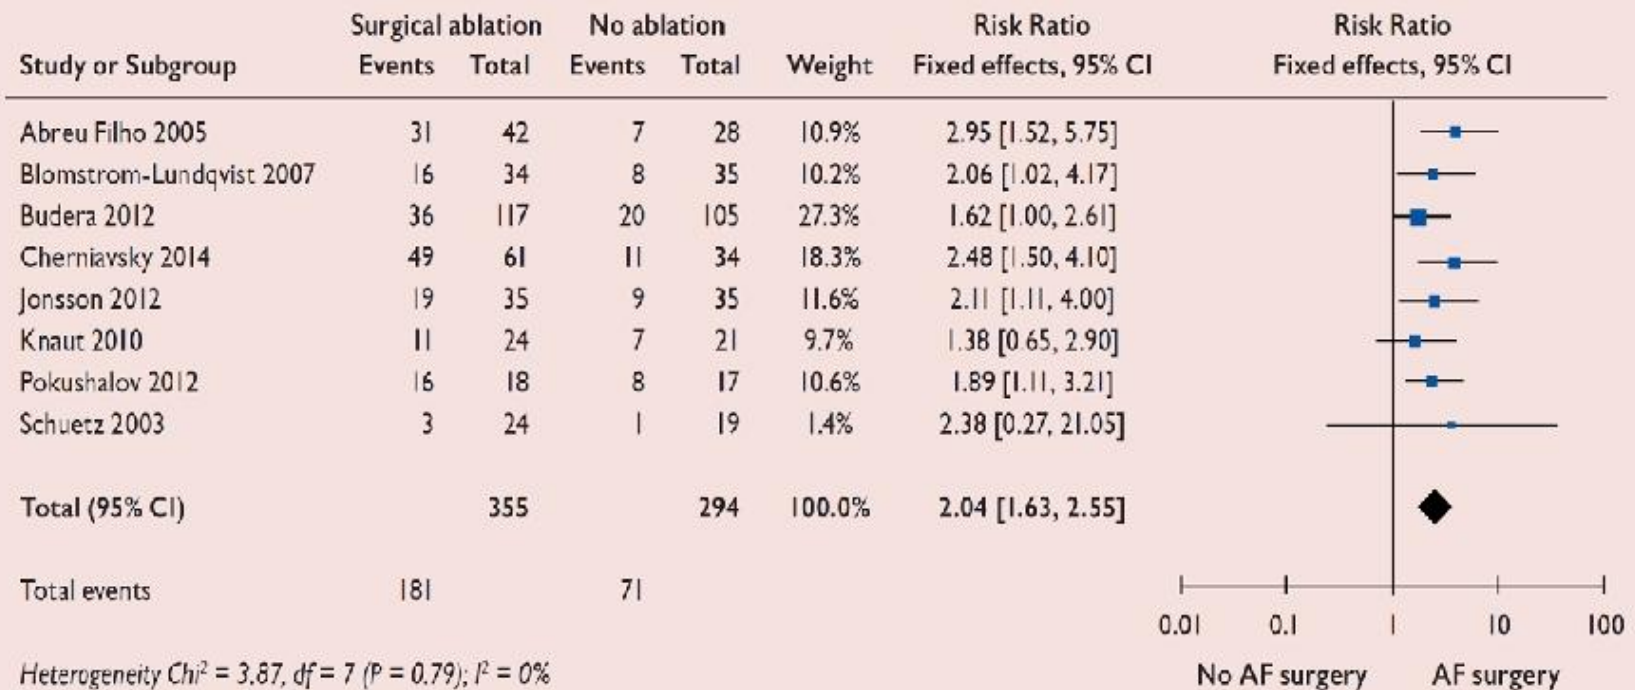 Surgical ablation No ablation Risk Ratio Risk Ratio
Study or Subgroup Events Total Events Total Weight Fixed effects, 95% CI Fixed effects, 95% CI
Abreu Filho 2005 31 42 7 28 10.9% 2.95 [1.52, 5.75]
Blomstrom-Lundqvist 2007 16 34 8 35 10.2% 2.06 [1.02, 4.17]
Budera 2012 36 117 20 105 27.3% 1.62 [1.00, 2.61]
Cherniavsky 2014 49 61 11 34 18.3% 2.48 [1.50, 4.10]
Jonsson 2012 19 35 9 35 11.6% 2.11 [1.11, 4.00]
Knaut 2010 11 24 7 21 9.7% 1.38 [0.65, 2.90]
Pokushalov 2012 16 18 8 17 10.6% 1.89 [1.11, 3.21]
Schuetz 2003 3 24 1 19 1.4% 2.38 [0.27, 21.05]
Total (95% CI) 355 294 100.0% 2.04 [1.63, 2.55]
Total events 181 71
0.01 0.1 1 10 100
Heterogeneity Chi² = 3.87, df = 7 (P = 0.79); I² = 0% No AF surgery AF surgery